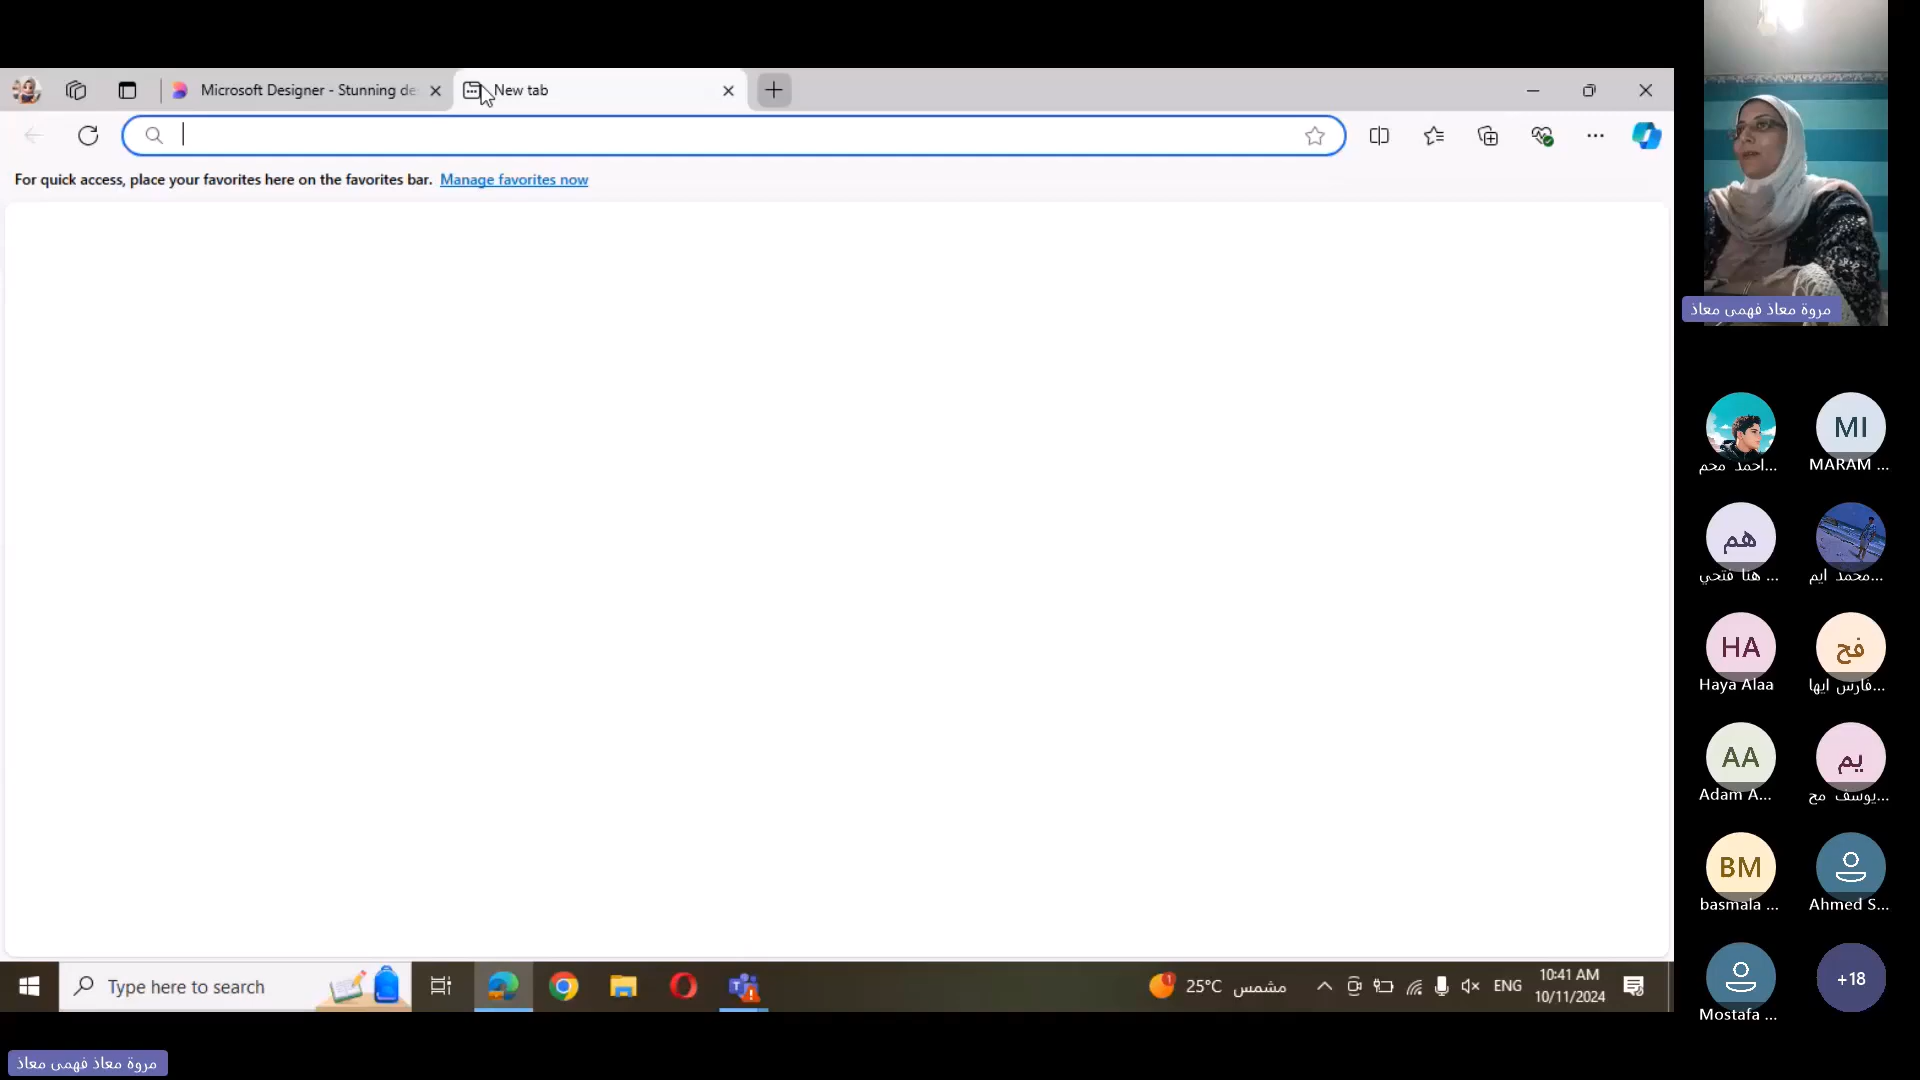 Microsoft Designer - Stunning de
New tab
For quick access, place your favorites here on the favorites bar. Manage favorites now
مروة معاذ فهمى معاذ
MI
احمد محم...
MARAM ...
هم
هنا فتحي ...
محمد ايم...
HA
فح
Haya Alaa
فارس ايها...
AA
يم
Adam A...
يوسف مح...
BM
basmala ...
Ahmed S...
+18
Mostafa ...
Type here to search
1
25°C مشمس
ENG
10:41 AM
10/11/2024
مروة معاذ فهمى معاذ